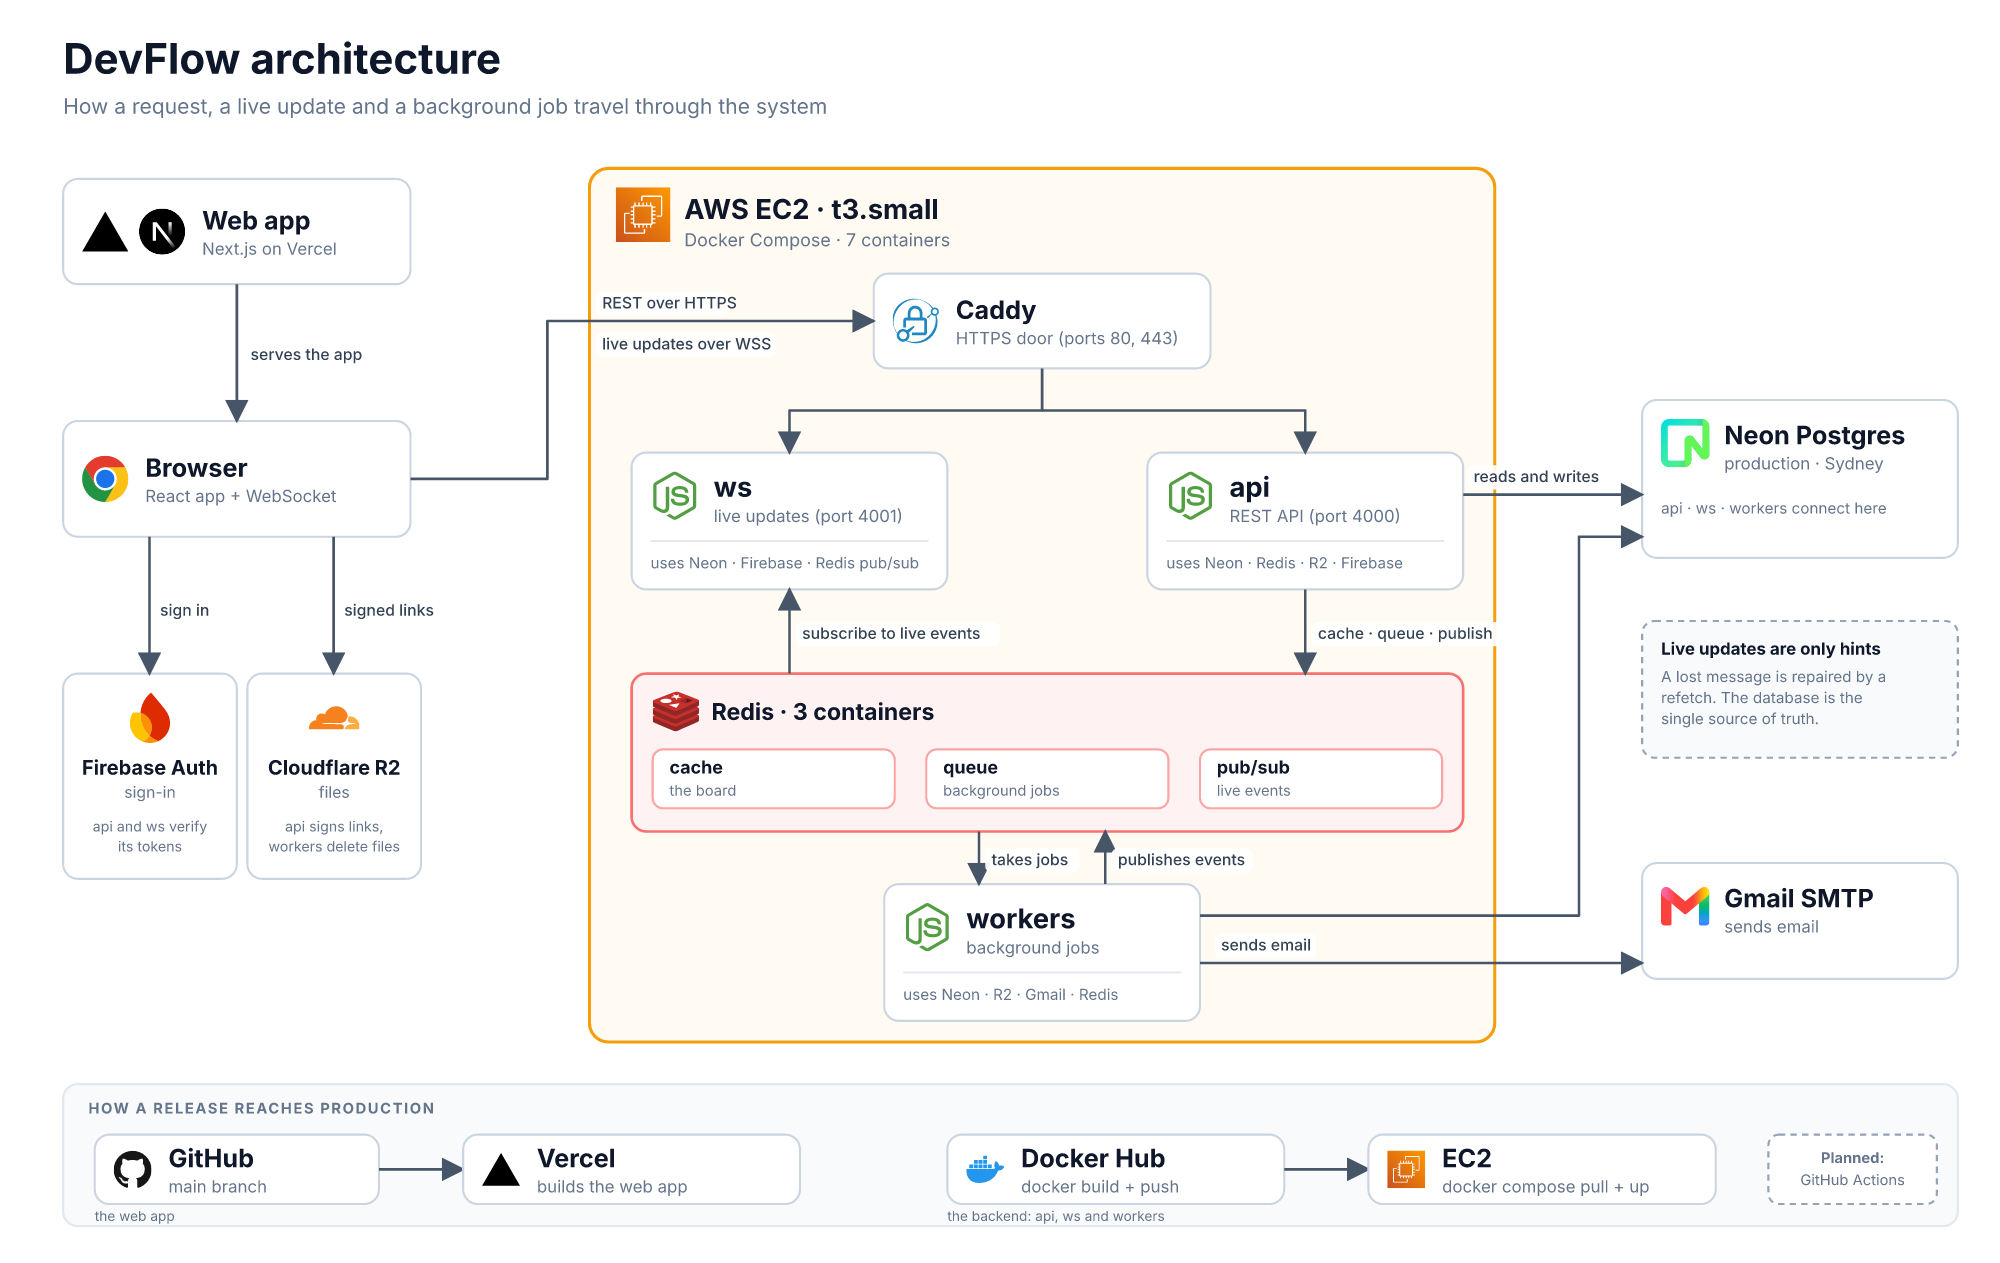 DevFlow architecture
How a request, a live update and a background job travel through the system
Web app
Next.js on Vercel
serves the app
Browser
React app + WebSocket
sign in
signed links
Firebase Auth
sign-in
api and ws verify
its tokens
Cloudflare R2
files
api signs links,
workers delete files
AWS EC2 · t3.small
Docker Compose · 7 containers
REST over HTTPS
live updates over WSS
Caddy
HTTPS door (ports 80, 443)
ws
live updates (port 4001)
uses Neon · Firebase · Redis pub/sub
api
REST API (port 4000)
uses Neon · Redis · R2 · Firebase
subscribe to live events
cache · queue · publish
Redis · 3 containers
cache
the board
queue
background jobs
pub/sub
live events
takes jobs
publishes events
workers
background jobs
uses Neon · R2 · Gmail · Redis
reads and writes
sends email
Neon Postgres
production · Sydney
api · ws · workers connect here
Live updates are only hints
A lost message is repaired by a
refetch. The database is the
single source of truth.
Gmail SMTP
sends email
HOW A RELEASE REACHES PRODUCTION
GitHub
main branch
the web app
Vercel
builds the web app
Docker Hub
docker build + push
the backend: api, ws and workers
EC2
docker compose pull + up
Planned:
GitHub Actions